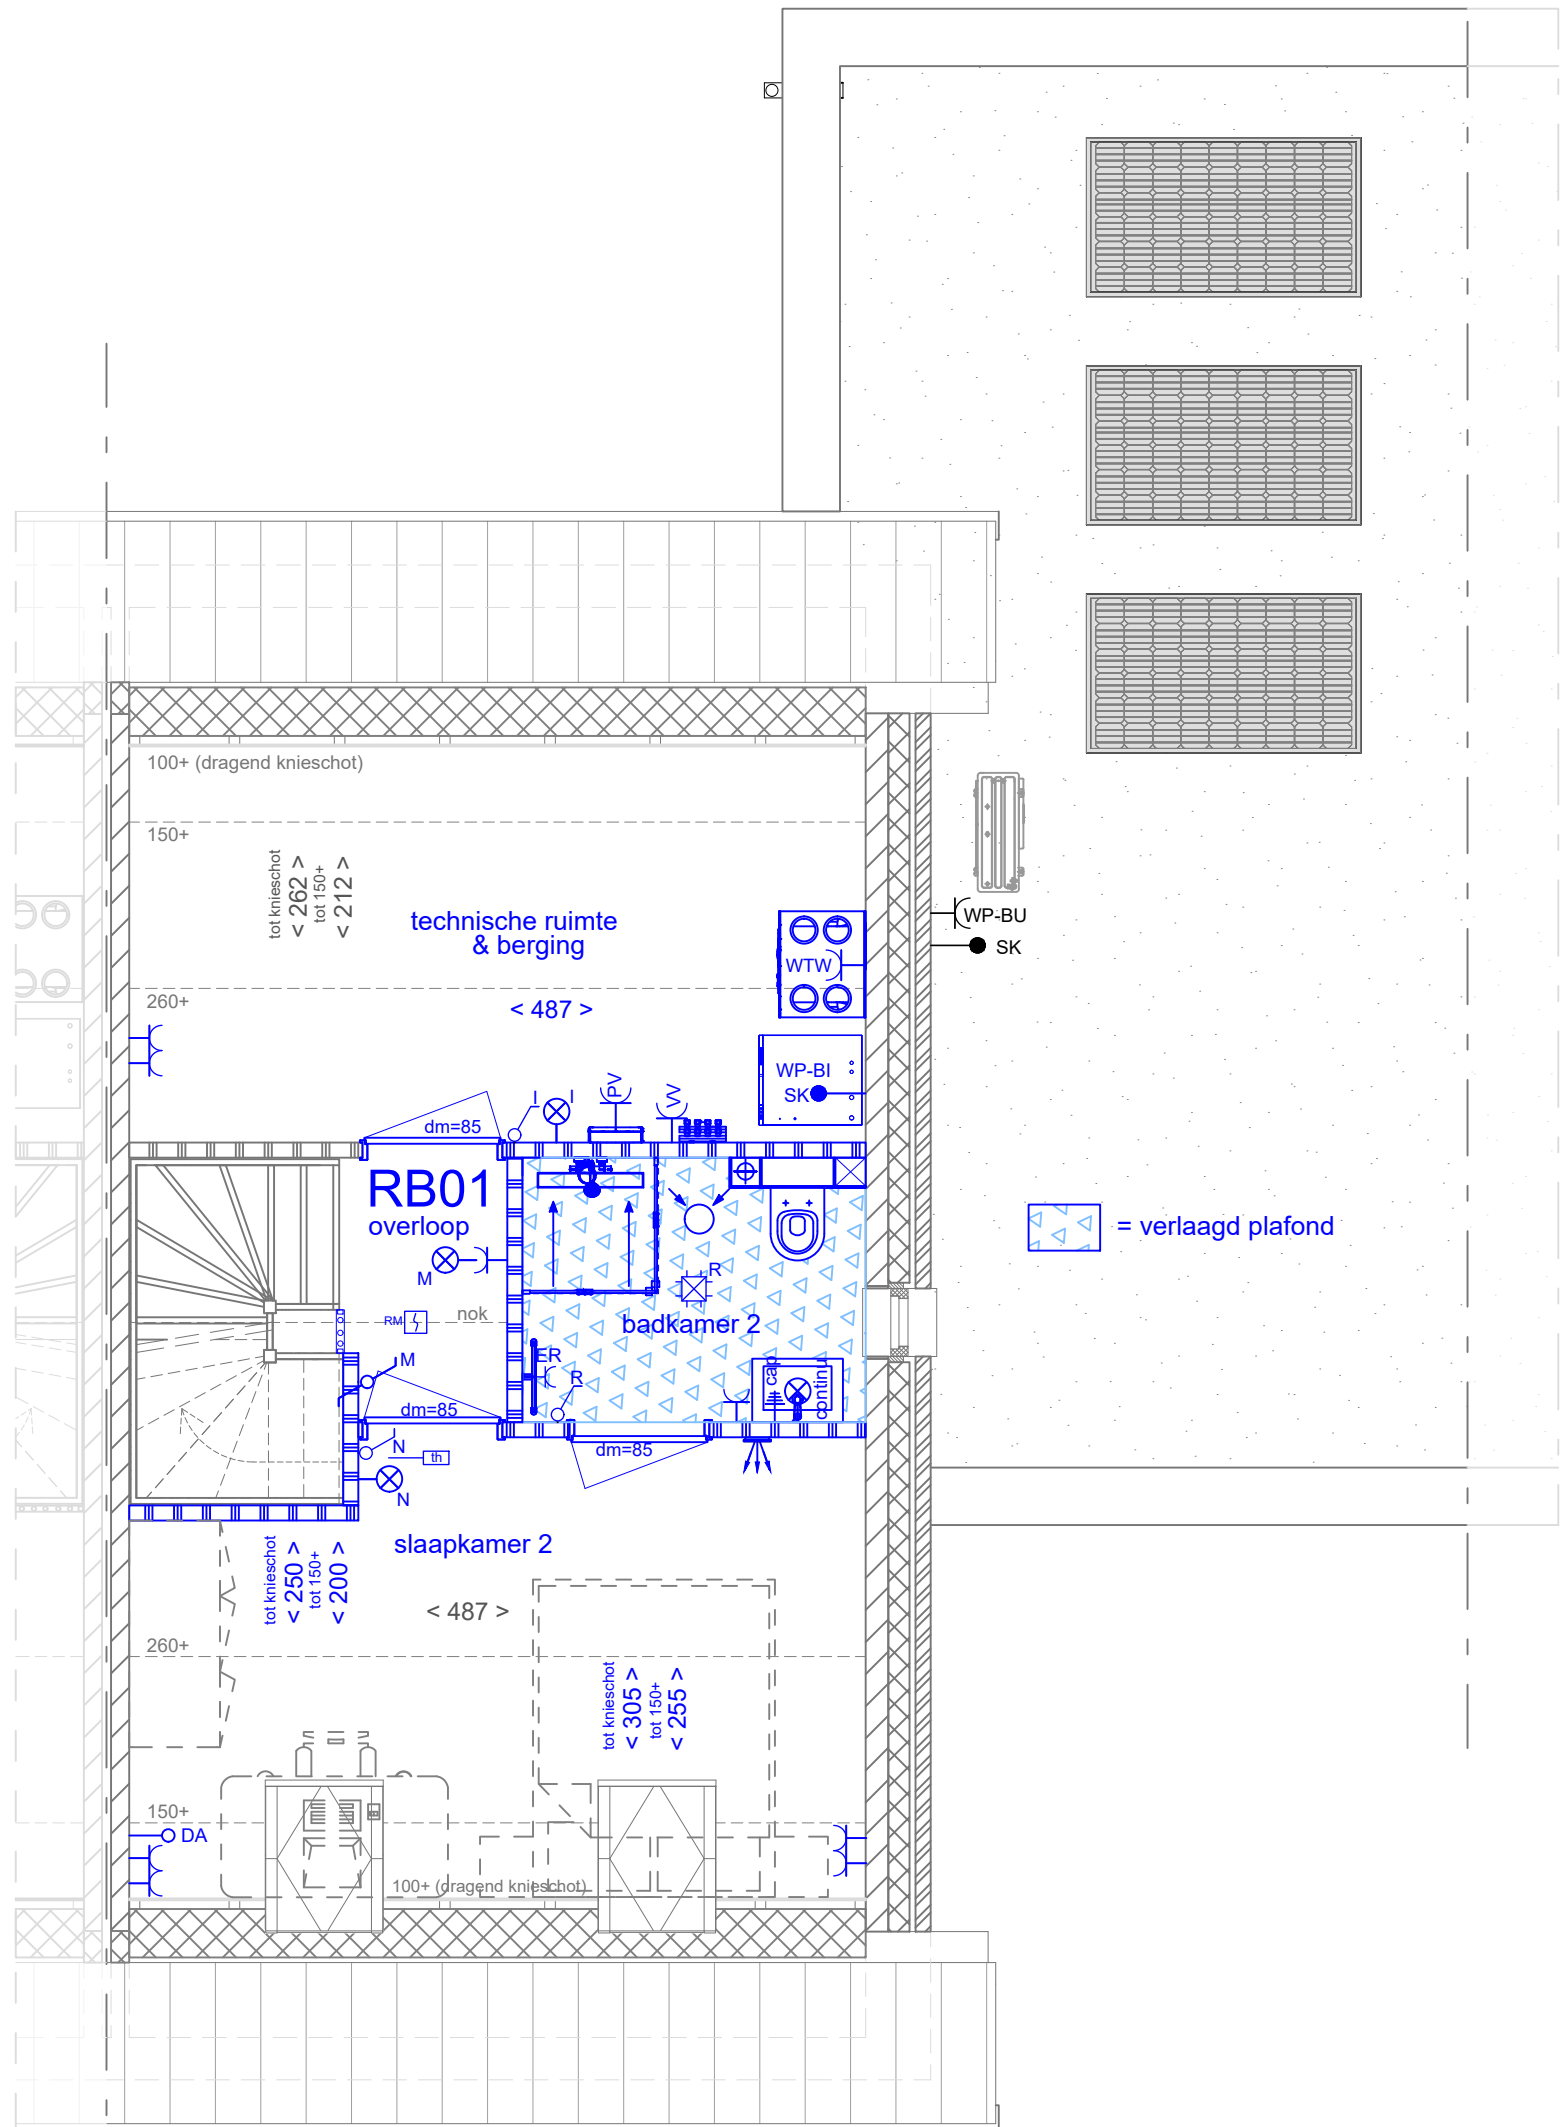 100+ (dragend knieschot)
150+
tot knieschot
< 262 >
tot 150+
< 212 >
technische ruimte
& berging
WTW
WP-BU
SK
260+
< 487 >
WP-BI
SK
PV
VV
I
I
dm=85
RB01
overloop
M
R
nok
RM
badkamer 2
= verlaagd plafond
ER
R
M
cap
continu
dm=85
dm=85
N
th
N
slaapkamer 2
tot knieschot
< 250 >
tot 150+
< 200 >
< 487 >
260+
tot knieschot
< 305 >
tot 150+
< 255 >
150+
DA
100+ (dragend knieschot)